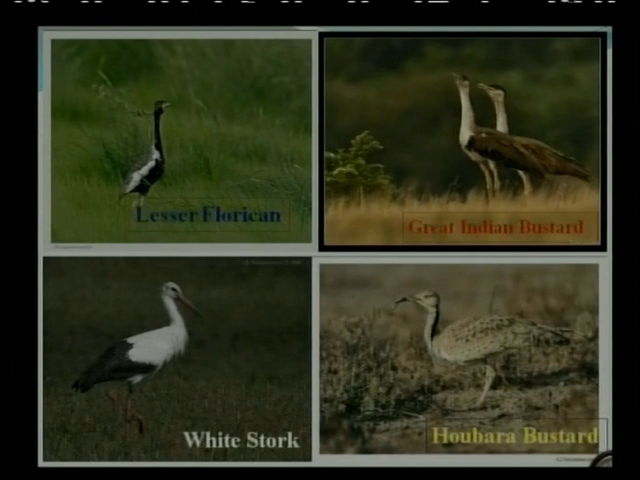 Lesser Florican
Great Indian Bustard
White Stork
Houbara Bustard